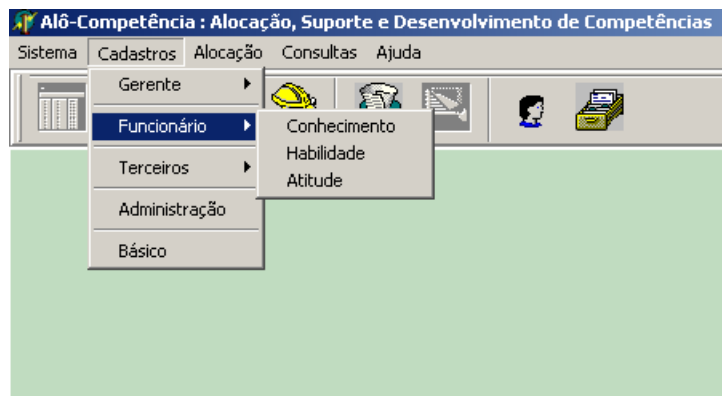 Alô-Competência : Alocação, Suporte e Desenvolvimento de Competências
Sistema Cadastros Alocação Consultas Ajuda
Gerente
Funcionário
Conhecimento
Habilidade
Atitude
Terceiros
Administração
Básico